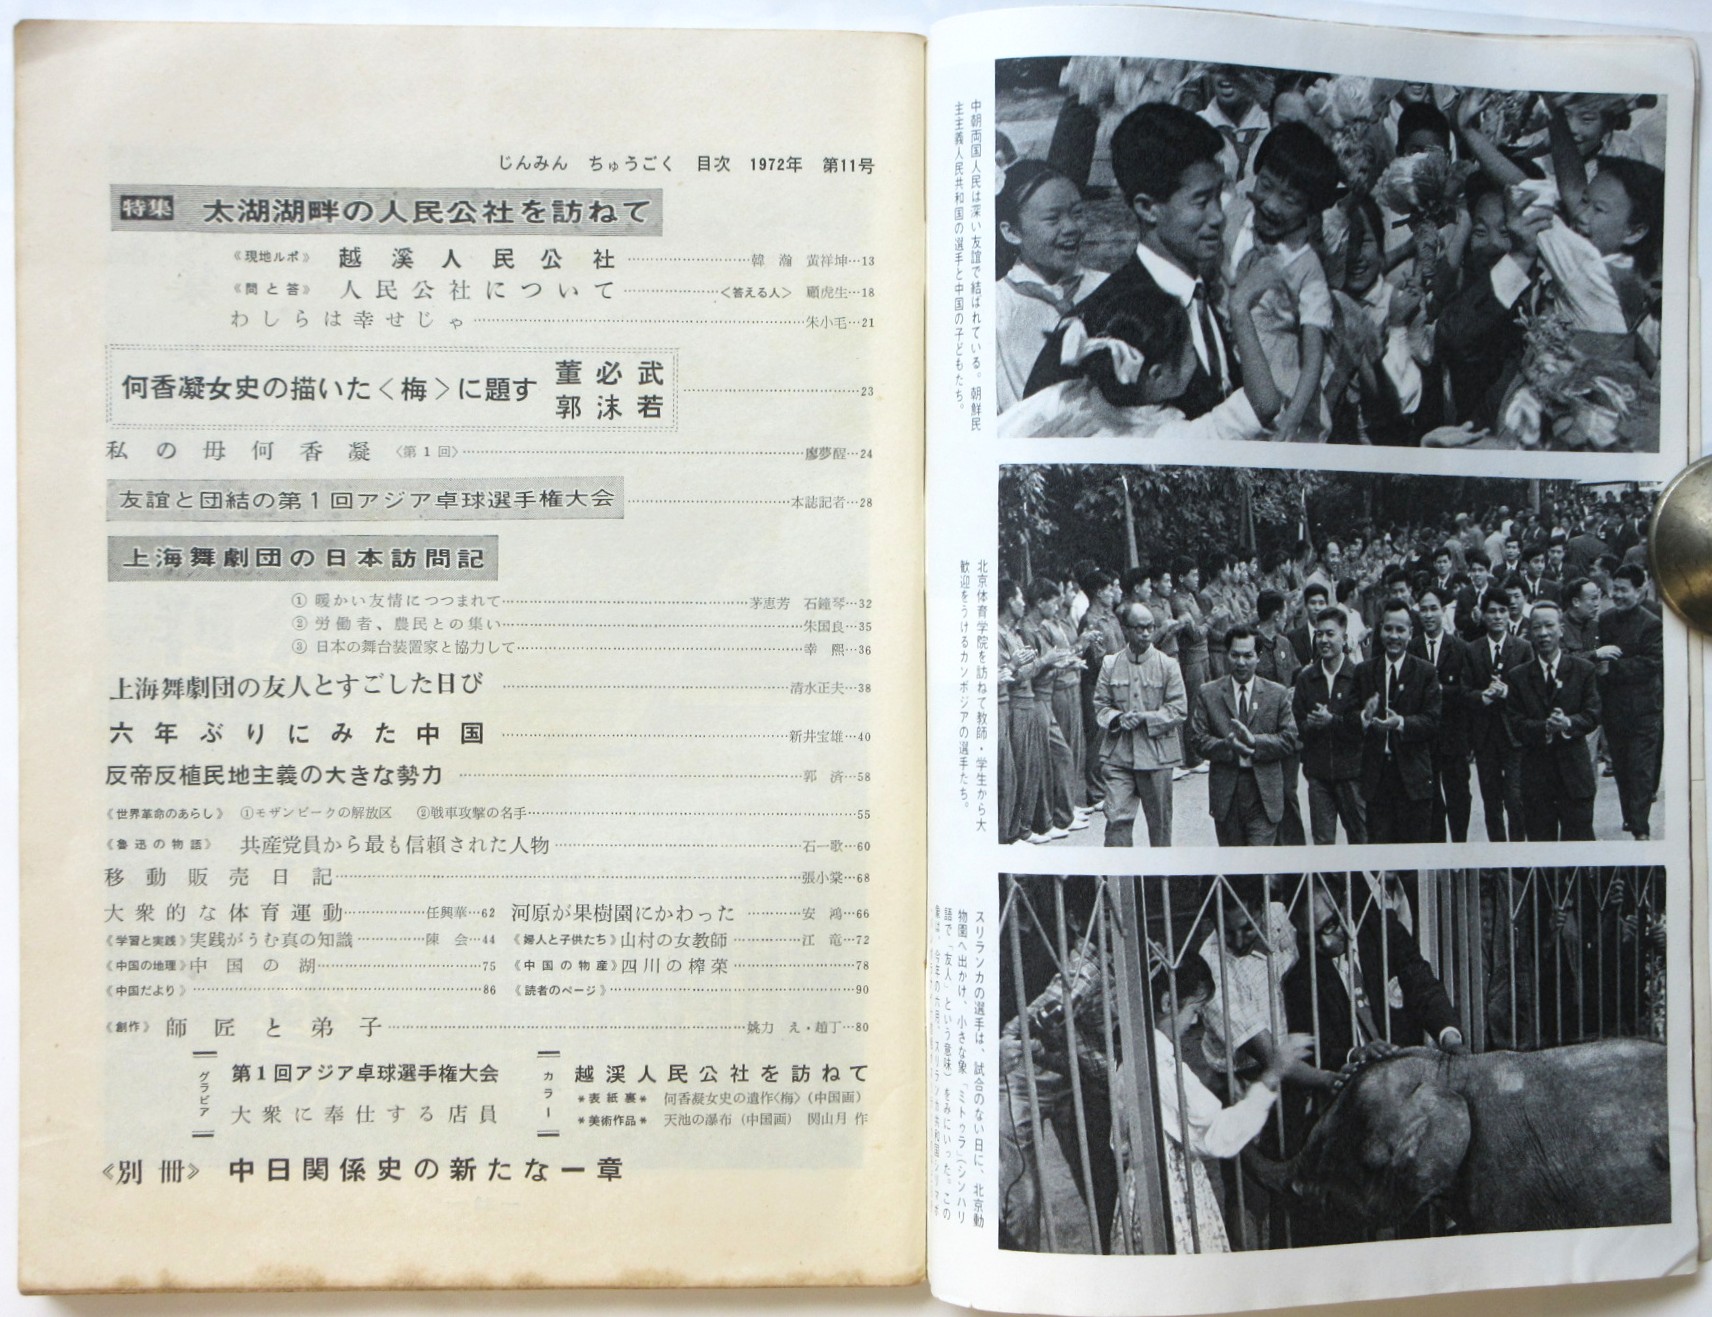 じんみん ちゅうごく 目次 1972年 第11号
特集 太湖湖畔の人民公社を訪ねて
《現地ルポ》 越溪人民公社……韓瀚 黄祥坤…13
《問と答》 人民公社について……＜答える人＞ 顧虎生…18
わしらは幸せじゃ……朱小毛…21
何香凝女史の描いた＜梅＞に題す 董必武 郭沫若……23
私の母何香凝〈第1回〉……廖夢醒…24
友誼と団結の第1回アジア卓球選手権大会……本誌記者…28
上海舞劇団の日本訪問記
① 暖かい友情につつまれて……茅恵芳 石鐘琴…32
② 労働者、農民との集い……朱国良…35
③ 日本の舞台装置家と協力して……幸熙…36
上海舞劇団の友人とすごした日び……清水正夫…38
六年ぶりにみた中国……新井宝雄…40
反帝反植民地主義の大きな勢力……郭済…58
《世界革命のあらし》 ①モザンビークの解放区 ②戦車攻撃の名手……55
《魯迅の物語》 共産党員から最も信頼された人物……石一歌…60
移動販売日記……張小棠…68
大衆的な体育運動……任興華…62 河原が果樹園にかわった……安鴻…66
《学習と実践》実践がうむ真の知識……陳会…44 《婦人と子供たち》山村の女教師……江竜…72
《中国の地理》中国の湖……75 《中国の物産》四川の榨菜……78
《中国だより》……86 《読者のページ》……90
《創作》 師匠と弟子……姚力 え・趙丁…80
グラビア 第1回アジア卓球選手権大会
大衆に奉仕する店員
カラー 越渓人民公社を訪ねて
＊表紙裏＊ 何香凝女史の遺作〈梅〉（中国画）
＊美術作品＊ 天池の瀑布（中国画） 関山月 作
《別冊》 中日関係史の新たな一章
中朝両国人民は深い友誼で結ばれている。朝鮮民
主主義人民共和国の選手と中国の子どもたち。
北京体育学院を訪ねて教師・学生から大
歓迎をうけるカンボジアの選手たち。
スリランカの選手は、試合のない日に、北京動
物園へ出かけ、小さな象「ミトゥラ」（シンハリ
語で「友人」という意味）をみにいった。この
象は、今年の六月、スリランカ共和国シリマボ